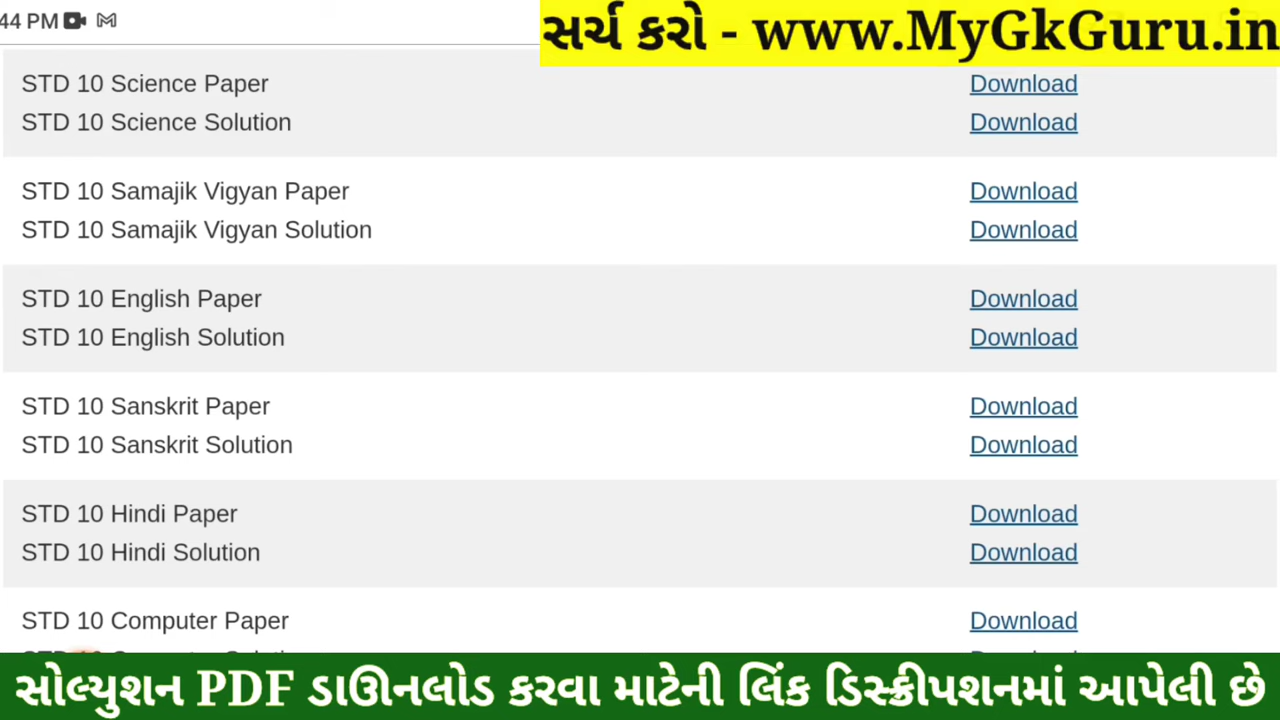 44 PM
સર્ચ કરો - www.MyGkGuru.in
STD 10 Science Paper Download
STD 10 Science Solution Download
STD 10 Samajik Vigyan Paper Download
STD 10 Samajik Vigyan Solution Download
STD 10 English Paper Download
STD 10 English Solution Download
STD 10 Sanskrit Paper Download
STD 10 Sanskrit Solution Download
STD 10 Hindi Paper Download
STD 10 Hindi Solution Download
STD 10 Computer Paper Download
સોલ્યુશન PDF ડાઊનલોડ કરવા માટેની લિંક ડિસ્ક્રીપશનમાં આપેલી છે